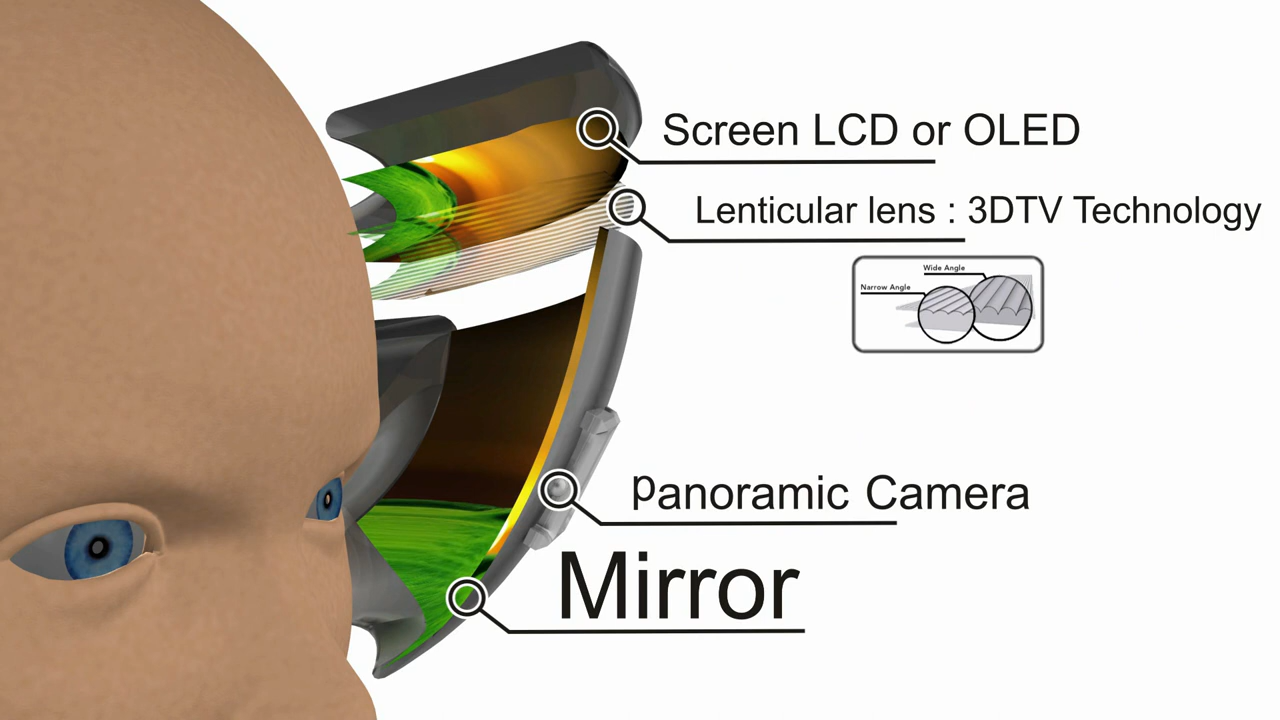 Screen LCD or OLED
Lenticular lens : 3DTV Technology
Wide Angle
Narrow Angle
panoramic Camera
Mirror